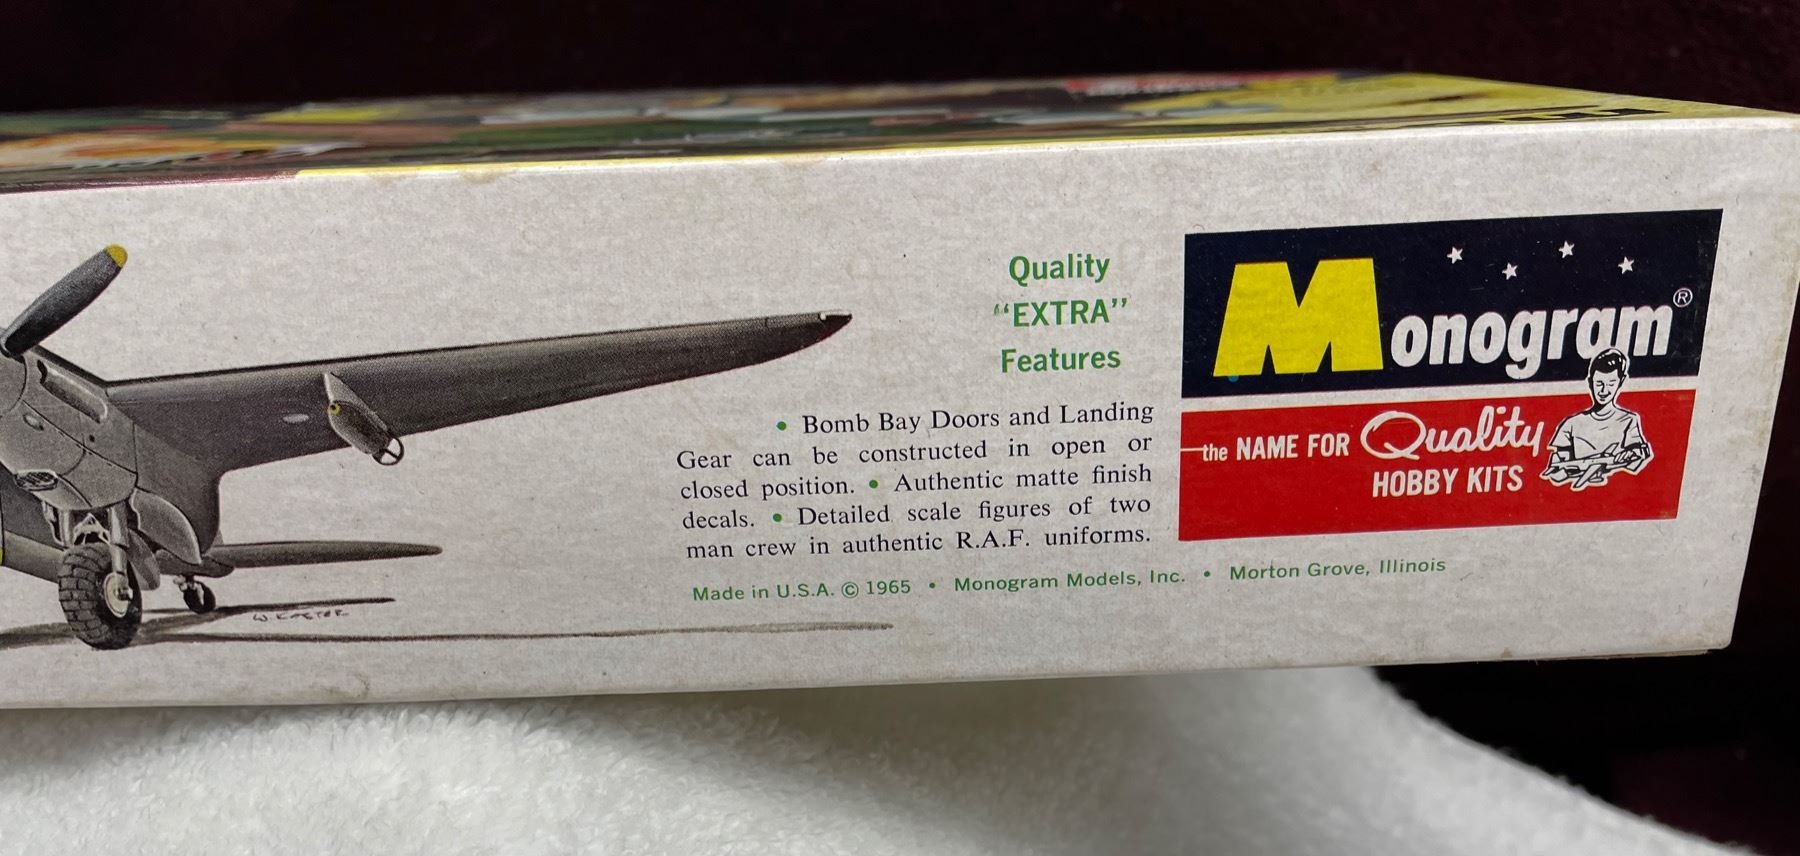 Quality
“EXTRA”
Features
• Bomb Bay Doors and Landing
Gear can be constructed in open or
closed position. • Authentic matte finish
decals. • Detailed scale figures of two
man crew in authentic R.A.F. uniforms.
Made in U.S.A. © 1965 • Monogram Models, Inc. • Morton Grove, Illinois
Monogram®
the NAME FOR Quality
HOBBY KITS